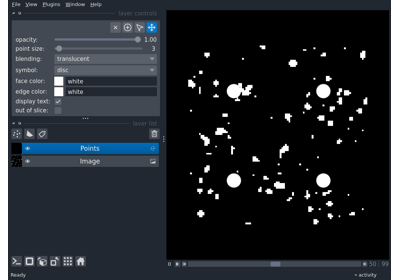 File View Plugins Window Help
layer controls
opacity: 1.00
point size: 3
blending: translucent
symbol: disc
face color: white
edge color: white
display text:
out of slice:
layer list
Points
Image
50 99
Ready
activity